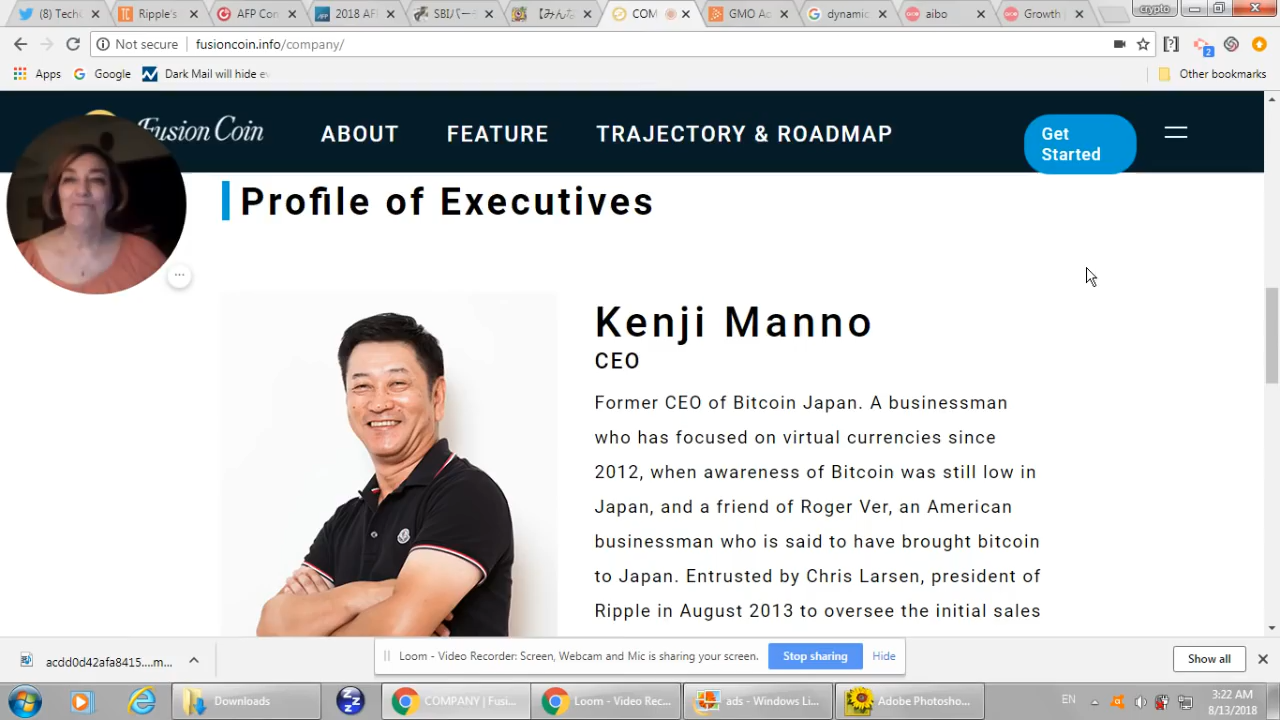 (8) Tech
Ripple's
AFP Con
2018 AFI
SBI
【みん
COM
GMO Ac
dynamic
aibo
Growth
crypto
Not secure
fusioncoin.info/company/
2
Apps
Google
Dark Mail will hide e
Other bookmarks
Fusion Coin
ABOUT
FEATURE
TRAJECTORY & ROADMAP
Get
Started
Profile of Executives
Kenji Manno
CEO
Former CEO of Bitcoin Japan. A businessman
who has focused on virtual currencies since
2012, when awareness of Bitcoin was still low in
Japan, and a friend of Roger Ver, an American
businessman who is said to have brought bitcoin
to Japan. Entrusted by Chris Larsen, president of
Ripple in August 2013 to oversee the initial sales
acdd0d42afa8415....m...
Loom - Video Recorder: Screen, Webcam and Mic is sharing your screen.
Stop sharing
Hide
Show all
Downloads
COMPANY | Fusi...
Loom - Video Rec...
ads - Windows Li...
Adobe Photosho...
EN
3:22 AM
8/13/2018